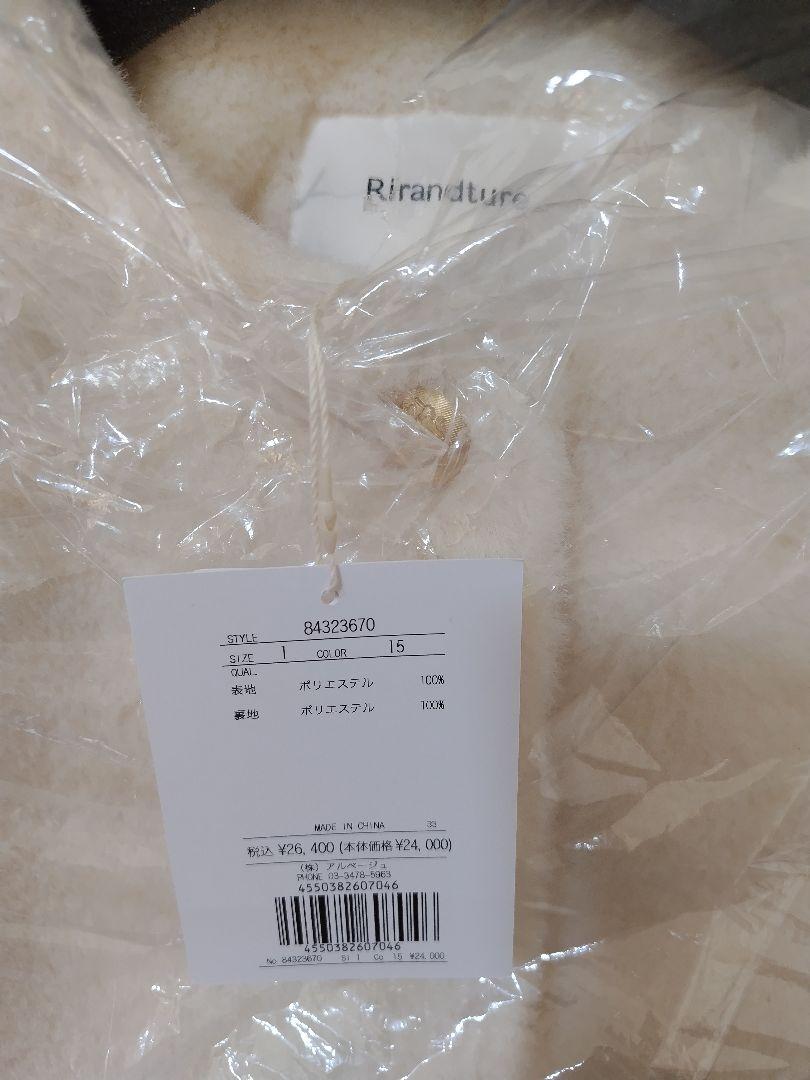 Rirandture
STYLE 84323670
SIZE 1 COLOR 15
QUAL.
表地 ポリエステル 100%
裏地 ポリエステル 100%
MADE IN CHINA 33
税込 ¥26,400 (本体価格¥24,000)
(株) アルページュ
PHONE 03-3478-5963
4550382607046
4550382607046
No 84323670 Si 1 Co 15 ¥24.000